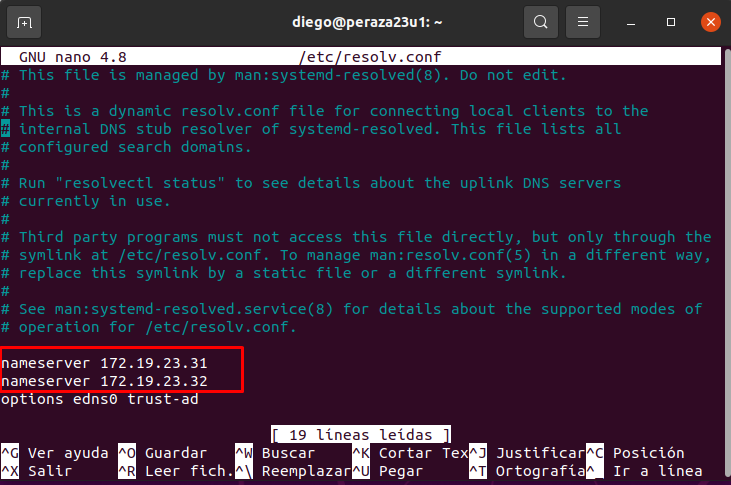 diego@peraza23u1: ~
GNU nano 4.8 /etc/resolv.conf
# This file is managed by man:systemd-resolved(8). Do not edit.
#
# This is a dynamic resolv.conf file for connecting local clients to the
# internal DNS stub resolver of systemd-resolved. This file lists all
# configured search domains.
#
# Run "resolvectl status" to see details about the uplink DNS servers
# currently in use.
#
# Third party programs must not access this file directly, but only through the
# symlink at /etc/resolv.conf. To manage man:resolv.conf(5) in a different way,
# replace this symlink by a static file or a different symlink.
#
# See man:systemd-resolved.service(8) for details about the supported modes of
# operation for /etc/resolv.conf.
nameserver 172.19.23.31
nameserver 172.19.23.32
options edns0 trust-ad
[ 19 líneas leídas ]
^G Ver ayuda ^O Guardar ^W Buscar ^K Cortar Tex^J Justificar^C Posición
^X Salir ^R Leer fich.^\ Reemplazar^U Pegar ^T Ortografía^_ Ir a línea